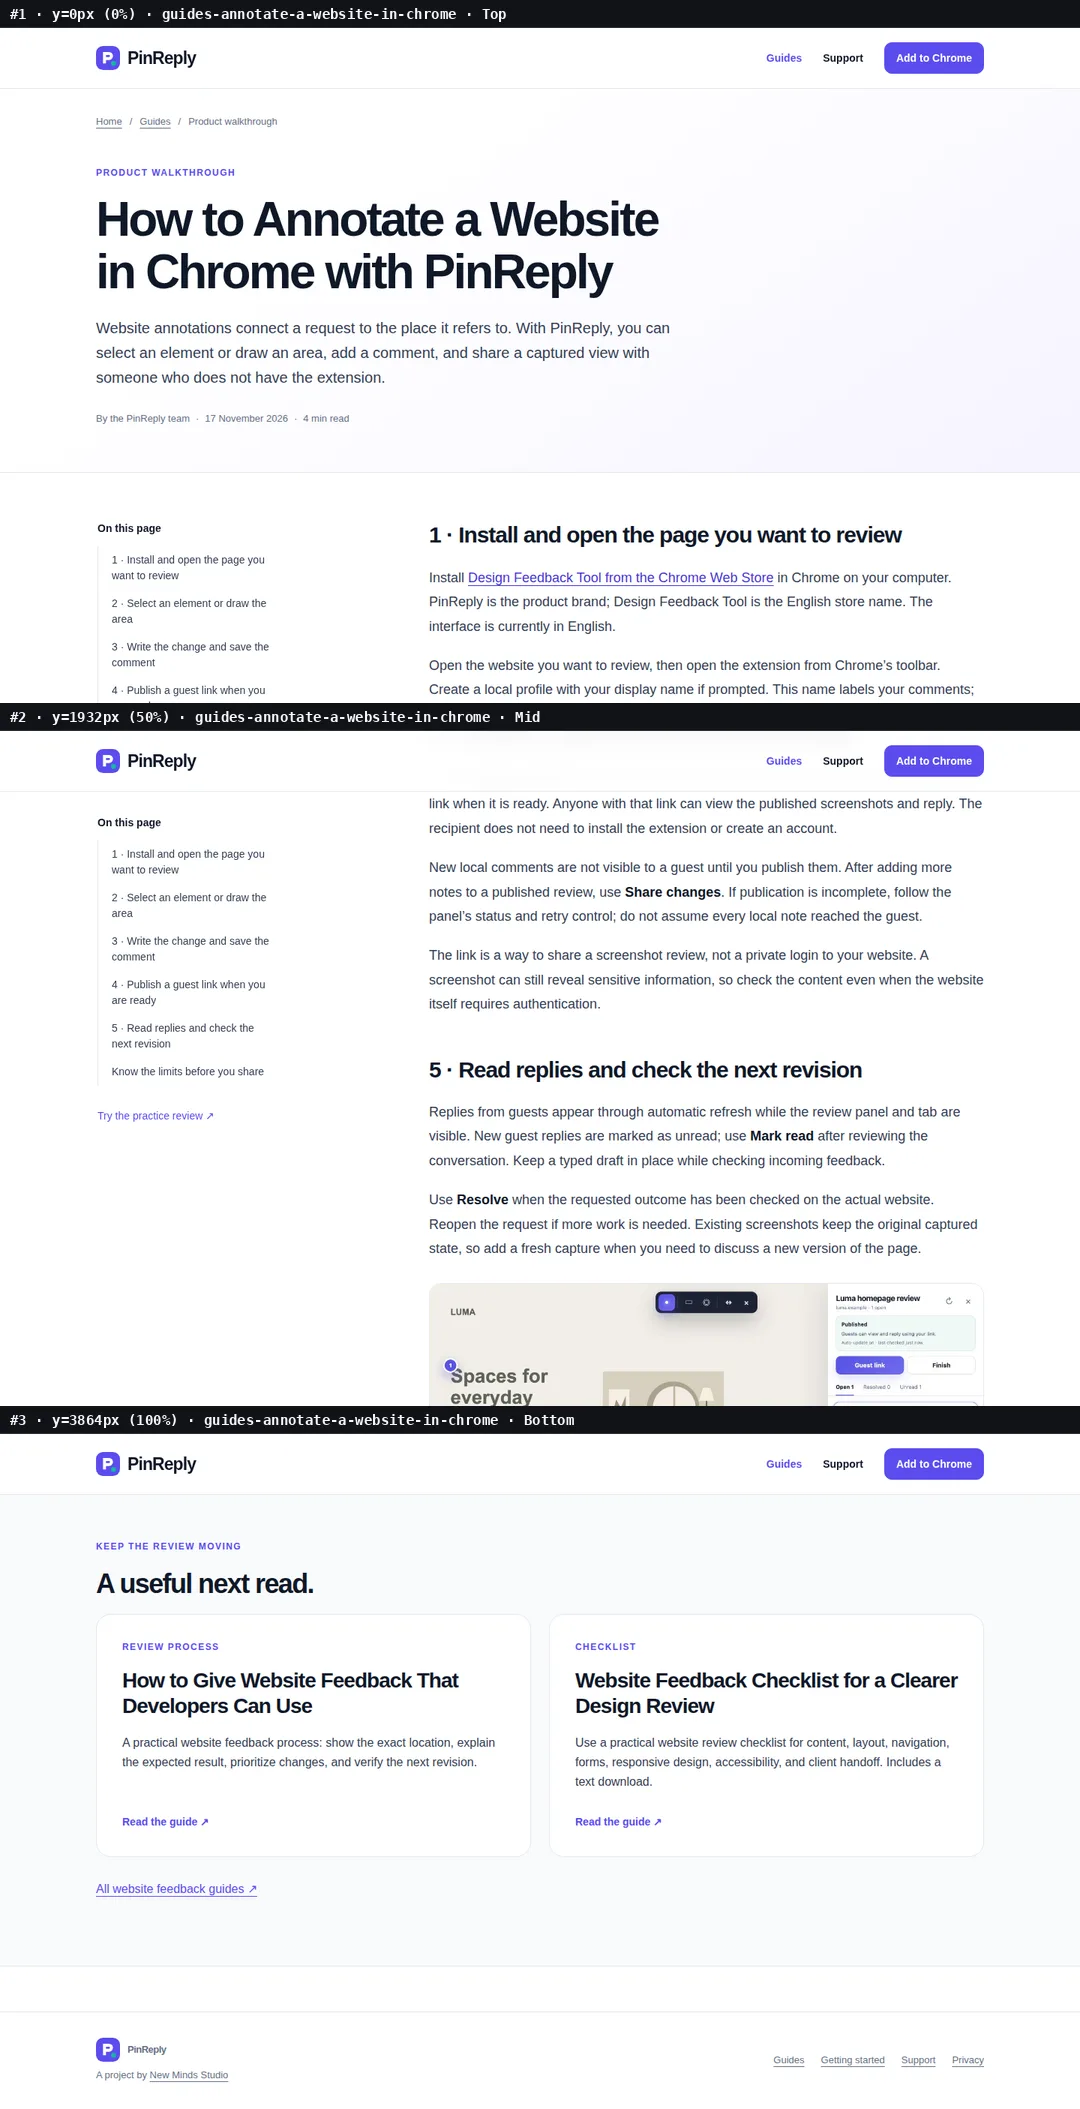 #1 · y=0px (0%) · guides-annotate-a-website-in-chrome · Top
PinReply
Guides
Support
Add to Chrome
Home / Guides / Product walkthrough
PRODUCT WALKTHROUGH
How to Annotate a Website
in Chrome with PinReply
Website annotations connect a request to the place it refers to. With PinReply, you can
select an element or draw an area, add a comment, and share a captured view with
someone who does not have the extension.
By the PinReply team · 17 November 2026 · 4 min read
On this page
1 · Install and open the page you
want to review
2 · Select an element or draw the
area
3 · Write the change and save the
comment
4 · Publish a guest link when you
1 · Install and open the page you want to review
Install Design Feedback Tool from the Chrome Web Store in Chrome on your computer.
PinReply is the product brand; Design Feedback Tool is the English store name. The
interface is currently in English.
Open the website you want to review, then open the extension from Chrome’s toolbar.
Create a local profile with your display name if prompted. This name labels your comments;
#2 · y=1932px (50%) · guides-annotate-a-website-in-chrome · Mid
PinReply
Guides
Support
Add to Chrome
On this page
1 · Install and open the page you
want to review
2 · Select an element or draw the
area
3 · Write the change and save the
comment
4 · Publish a guest link when you
are ready
5 · Read replies and check the
next revision
Know the limits before you share
Try the practice review ↗
link when it is ready. Anyone with that link can view the published screenshots and reply. The
recipient does not need to install the extension or create an account.
New local comments are not visible to a guest until you publish them. After adding more
notes to a published review, use Share changes. If publication is incomplete, follow the
panel’s status and retry control; do not assume every local note reached the guest.
The link is a way to share a screenshot review, not a private login to your website. A
screenshot can still reveal sensitive information, so check the content even when the website
itself requires authentication.
5 · Read replies and check the next revision
Replies from guests appear through automatic refresh while the review panel and tab are
visible. New guest replies are marked as unread; use Mark read after reviewing the
conversation. Keep a typed draft in place while checking incoming feedback.
Use Resolve when the requested outcome has been checked on the actual website.
Reopen the request if more work is needed. Existing screenshots keep the original captured
state, so add a fresh capture when you need to discuss a new version of the page.
LUMA
1
Spaces for
everyday
Luma homepage review
luma.example · 1 open
Published
Guests can view and reply using your link.
Auto-update on · last checked just now
Guest link
Finish
Open 1
Resolved 0
Unread 1
#3 · y=3864px (100%) · guides-annotate-a-website-in-chrome · Bottom
PinReply
Guides
Support
Add to Chrome
KEEP THE REVIEW MOVING
A useful next read.
REVIEW PROCESS
How to Give Website Feedback That
Developers Can Use
A practical website feedback process: show the exact location, explain
the expected result, prioritize changes, and verify the next revision.
Read the guide ↗
CHECKLIST
Website Feedback Checklist for a Clearer
Design Review
Use a practical website review checklist for content, layout, navigation,
forms, responsive design, accessibility, and client handoff. Includes a
text download.
Read the guide ↗
All website feedback guides ↗
PinReply
A project by New Minds Studio
Guides
Getting started
Support
Privacy